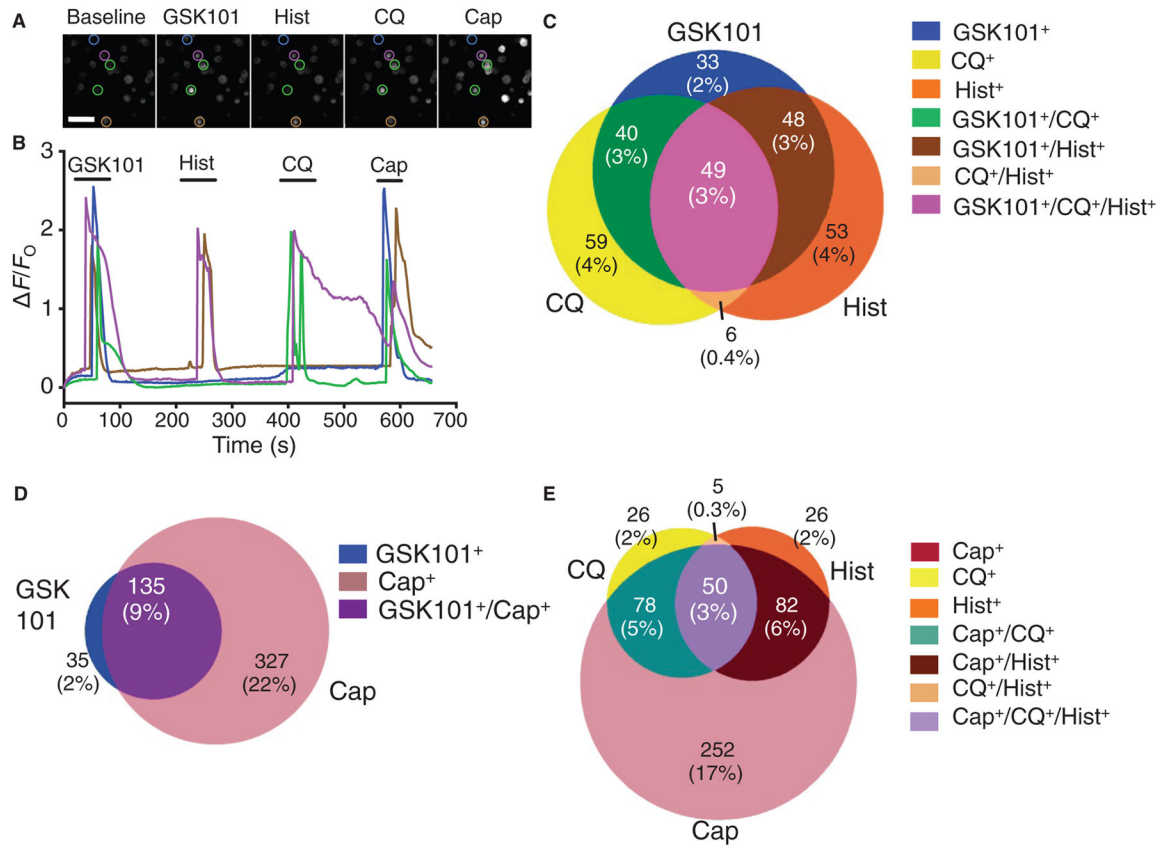 A
Baseline GSK101 Hist CQ Cap
B
3
2
1
0
ΔF/FO
GSK101 Hist CQ Cap
0 100 200 300 400 500 600 700
Time (s)
C
GSK101
33
(2%)
40
(3%)
48
(3%)
49
(3%)
59
(4%)
53
(4%)
CQ
Hist
6
(0.4%)
GSK101+
CQ+
Hist+
GSK101+/CQ+
GSK101+/Hist+
CQ+/Hist+
GSK101+/CQ+/Hist+
D
GSK
101
135
(9%)
35
(2%)
327
(22%)
Cap
GSK101+
Cap+
GSK101+/Cap+
E
5
(0.3%)
26
(2%)
26
(2%)
CQ
Hist
78
(5%)
50
(3%)
82
(6%)
252
(17%)
Cap
Cap+
CQ+
Hist+
Cap+/CQ+
Cap+/Hist+
CQ+/Hist+
Cap+/CQ+/Hist+